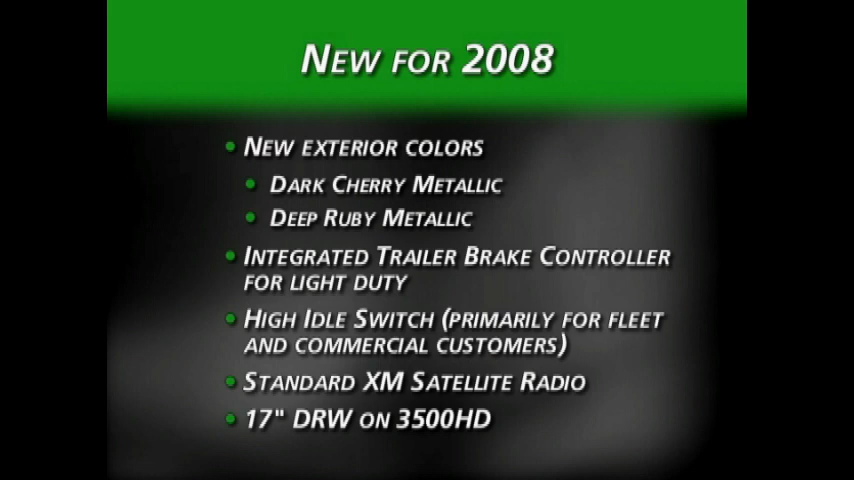 NEW FOR 2008
• NEW EXTERIOR COLORS
• DARK CHERRY METALLIC
• DEEP RUBY METALLIC
• INTEGRATED TRAILER BRAKE CONTROLLER
FOR LIGHT DUTY
• HIGH IDLE SWITCH (PRIMARILY FOR FLEET
AND COMMERCIAL CUSTOMERS)
• STANDARD XM SATELLITE RADIO
• 17" DRW ON 3500HD